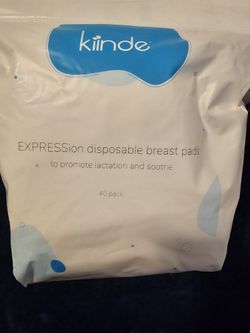 kiinde
EXPRESSion disposable breast pads
to promote lactation and soothe
40 pack